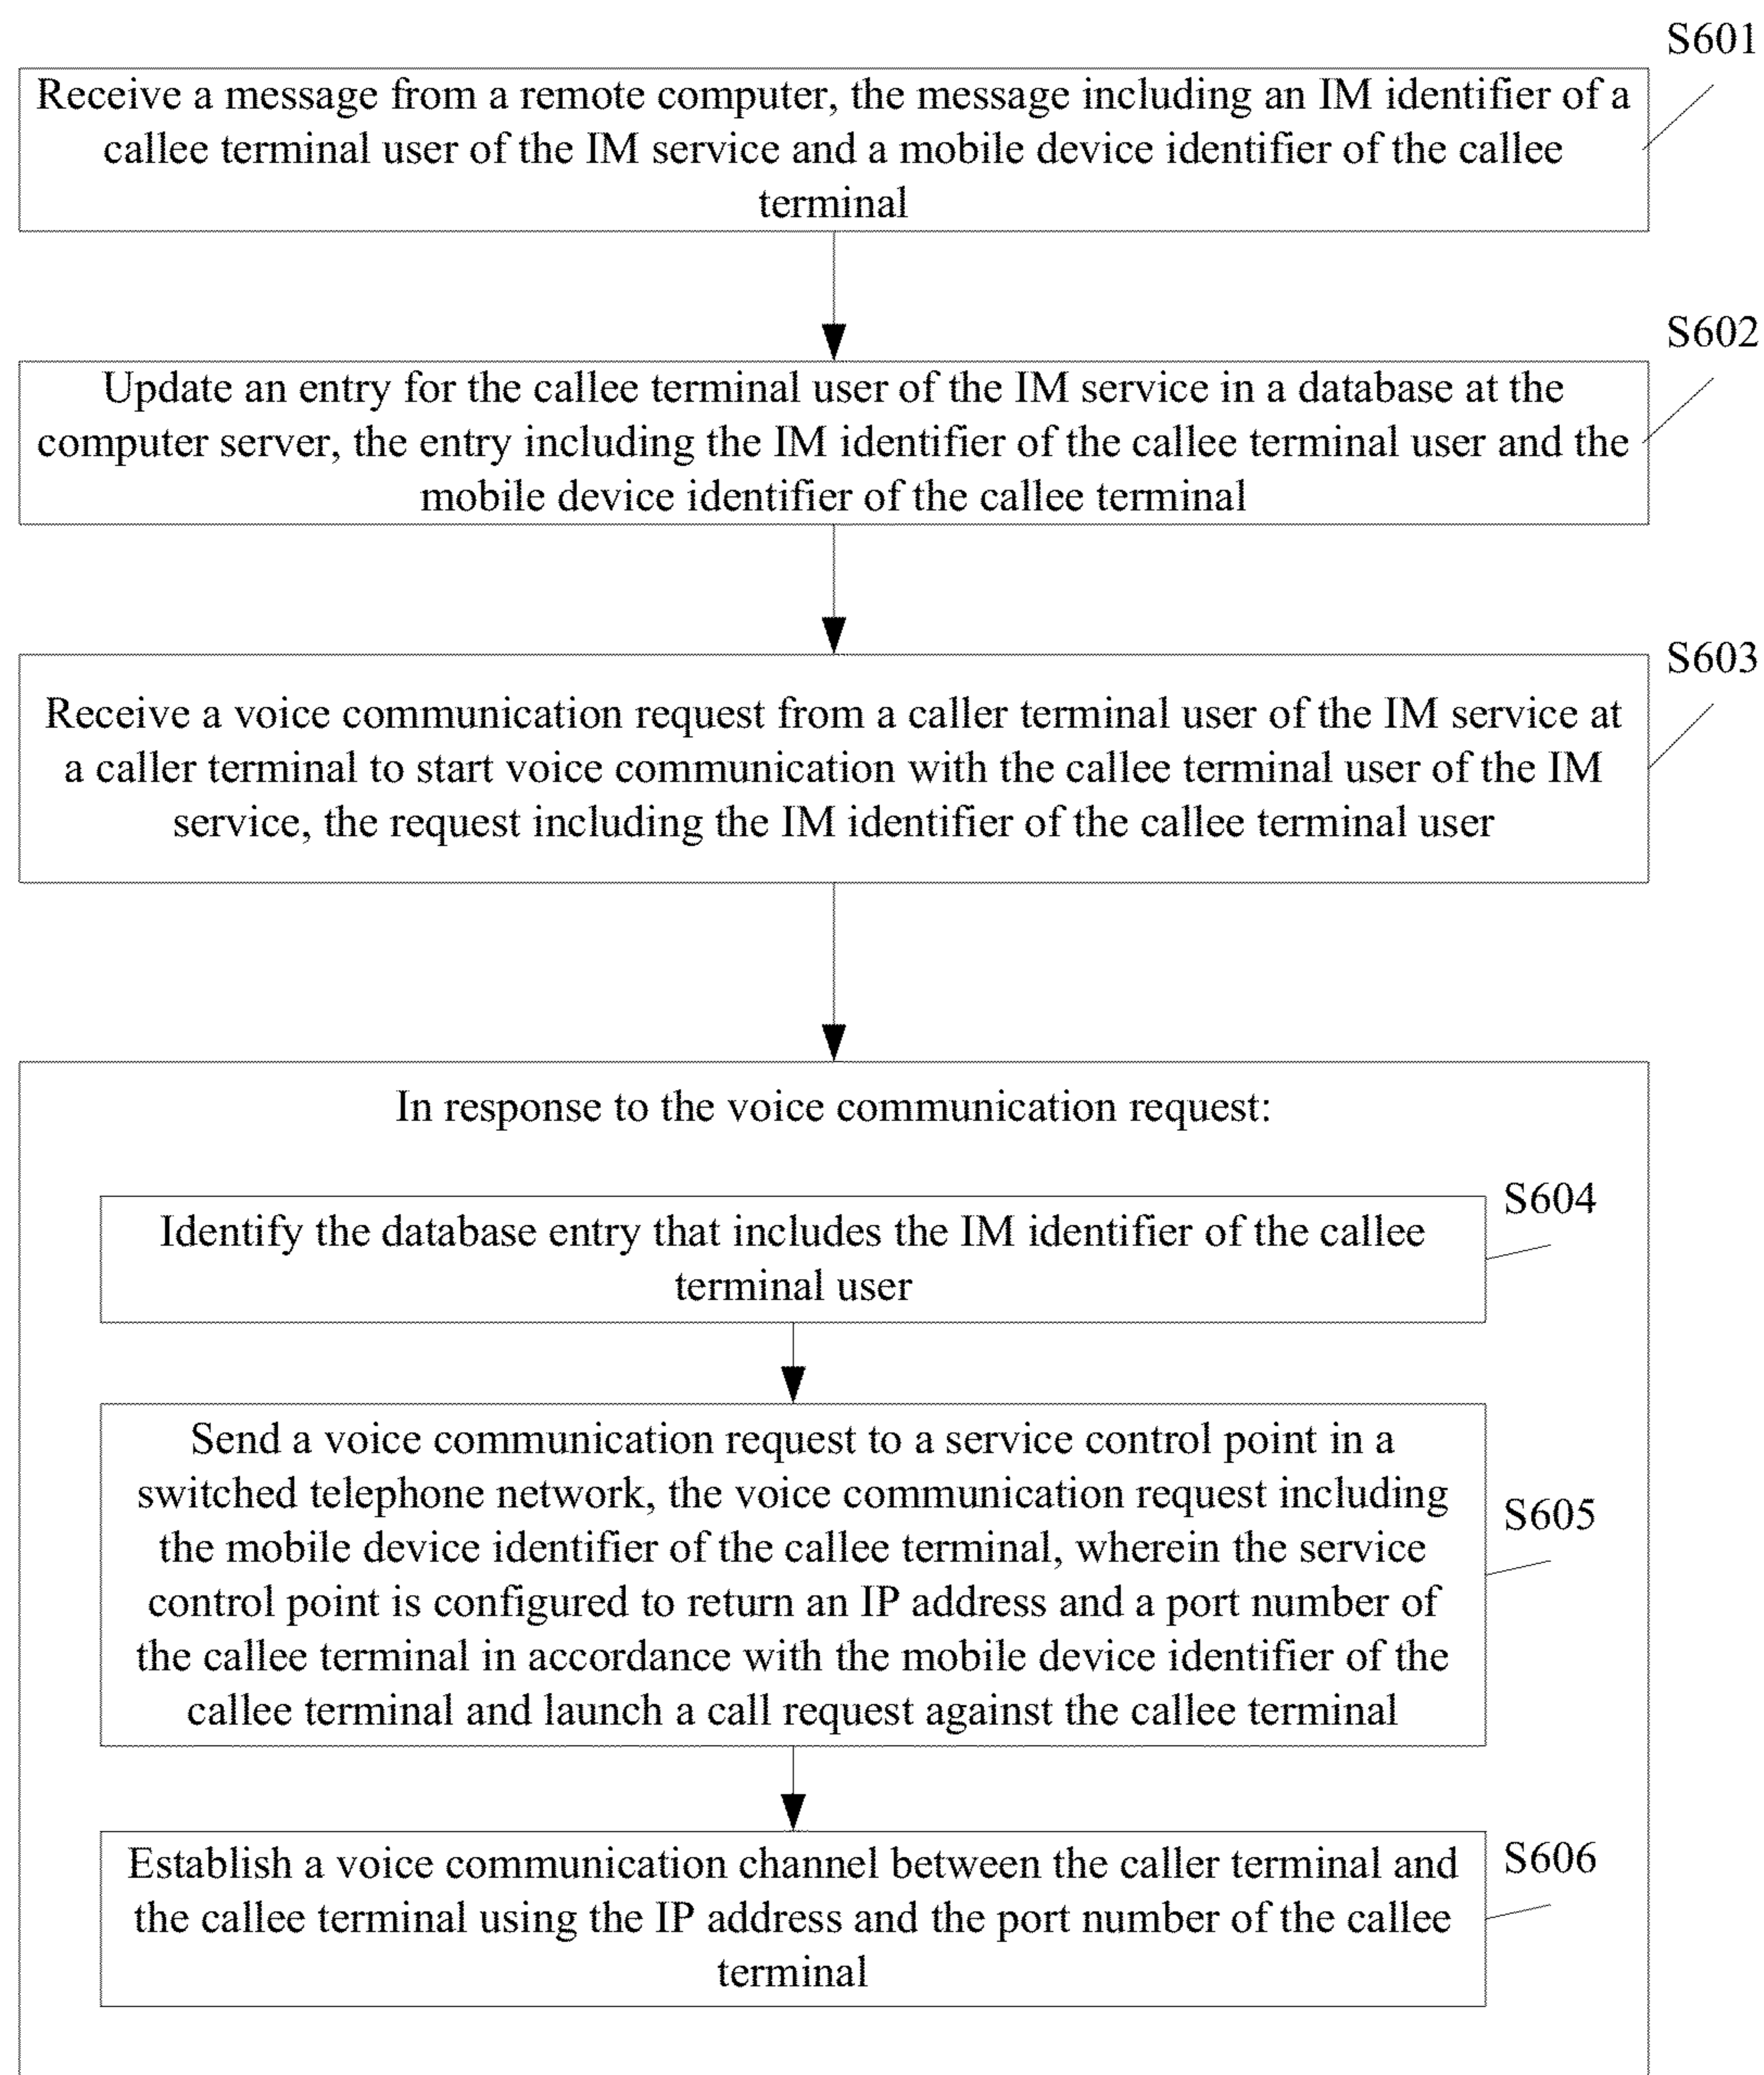 S601
Receive a message from a remote computer, the message including an IM identifier of a
callee terminal user of the IM service and a mobile device identifier of the callee
terminal
S602
Update an entry for the callee terminal user of the IM service in a database at the
computer server, the entry including the IM identifier of the callee terminal user and the
mobile device identifier of the callee terminal
S603
Receive a voice communication request from a caller terminal user of the IM service at
a caller terminal to start voice communication with the callee terminal user of the IM
service, the request including the IM identifier of the callee terminal user
In response to the voice communication request:
S604
Identify the database entry that includes the IM identifier of the callee
terminal user
Send a voice communication request to a service control point in a
switched telephone network, the voice communication request including
S605
the mobile device identifier of the callee terminal, wherein the service
control point is configured to return an IP address and a port number of
the callee terminal in accordance with the mobile device identifier of the
callee terminal and launch a call request against the callee terminal
S606
Establish a voice communication channel between the caller terminal and
the callee terminal using the IP address and the port number of the callee
terminal